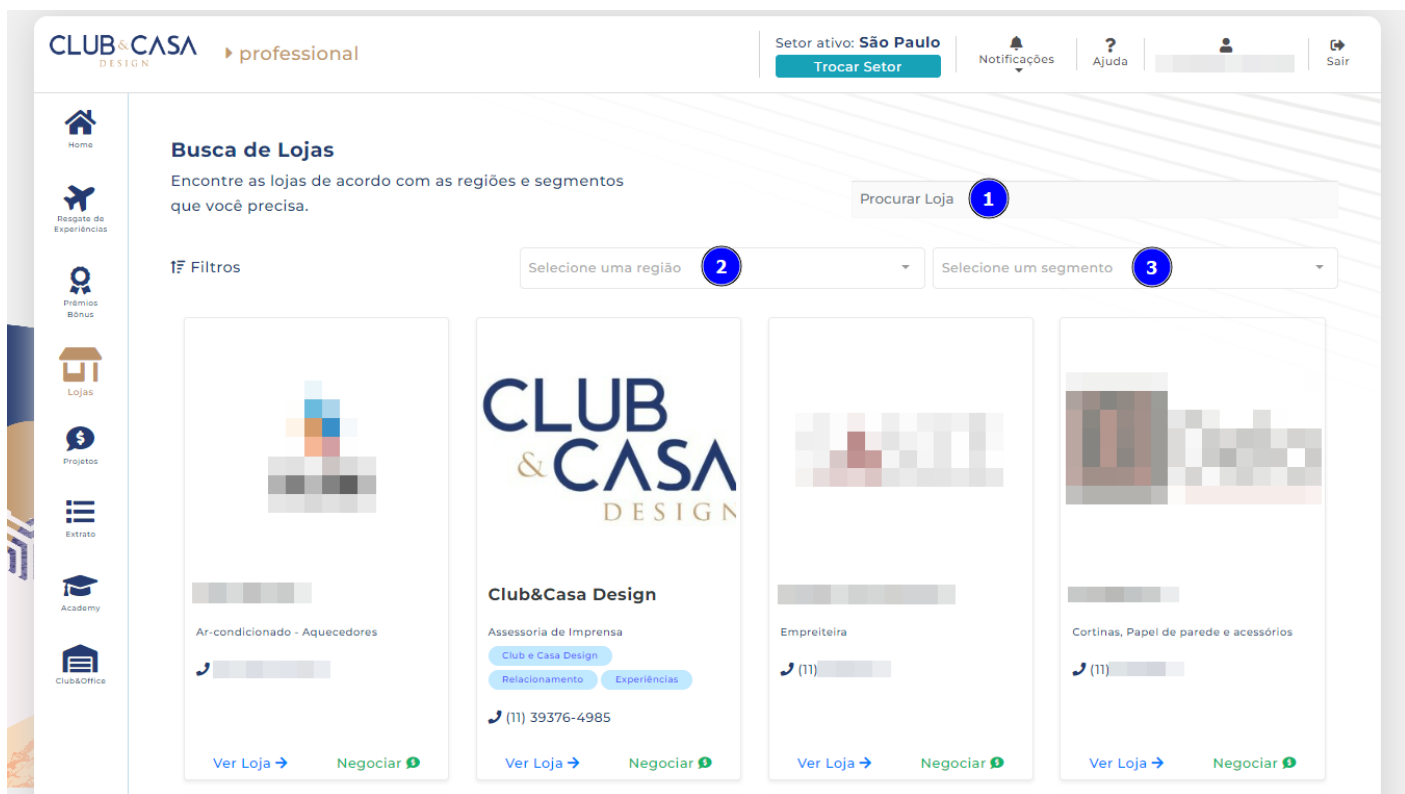 CLUB&CASA
DESIGN
professional
Setor ativo: São Paulo
Trocar Setor
Notificações
?
Ajuda
Sair
Home
Resgate de
Experiências
Prêmios
Bônus
Lojas
Projetos
Extrato
Academy
Club&Office
Busca de Lojas
Encontre as lojas de acordo com as regiões e segmentos
que você precisa.
Procurar Loja 1
Filtros
Selecione uma região 2
Selecione um segmento 3
Ar-condicionado - Aquecedores
Ver Loja
Negociar
CLUB
&CASA
DESIGN
Club&Casa Design
Assessoria de Imprensa
Club e Casa Design
Relacionamento
Experiências
(11) 39376-4985
Ver Loja
Negociar
Empreiteira
(11)
Ver Loja
Negociar
Cortinas, Papel de parede e acessórios
(11)
Ver Loja
Negociar